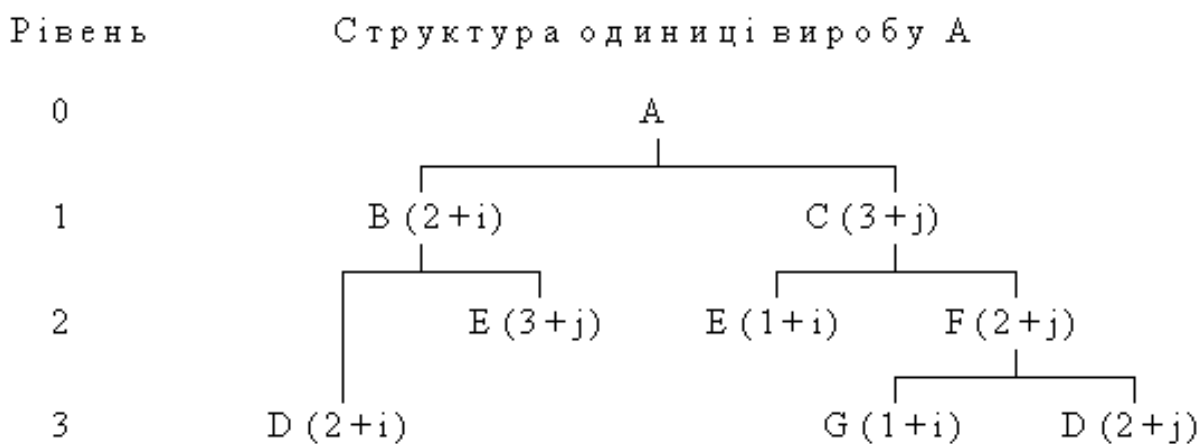 Рівень Структура одиниці виробу А
0 А
1 B (2+i) C (3+j)
2 E (3+j) E (1+i) F (2+j)
3 D (2+i) G (1+i) D (2+j)